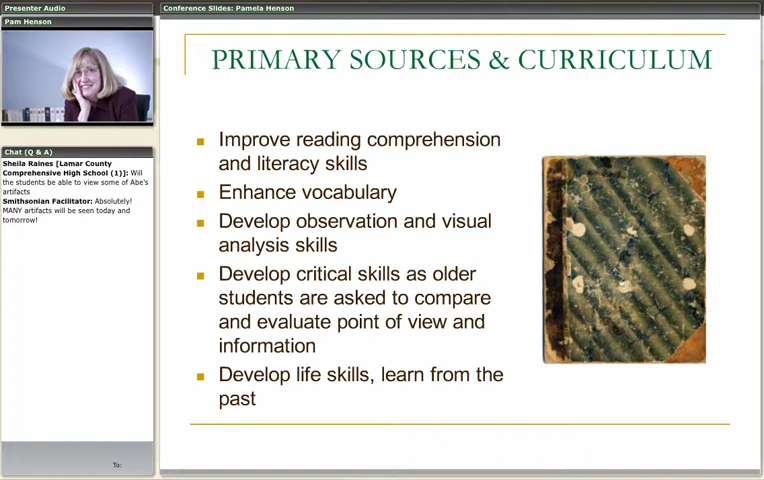 Presenter Audio
Pam Henson
Chat (Q & A)
Sheila Raines [Lamar County
Comprehensive High School (1)]: Will
the students be able to view some of Abe's
artifacts
Smithsonian Facilitator: Absolutely!
MANY artifacts will be seen today and
tomorrow!
To:
Conference Slides: Pamela Henson
PRIMARY SOURCES & CURRICULUM
Improve reading comprehension
and literacy skills
Enhance vocabulary
Develop observation and visual
analysis skills
Develop critical skills as older
students are asked to compare
and evaluate point of view and
information
Develop life skills, learn from the
past